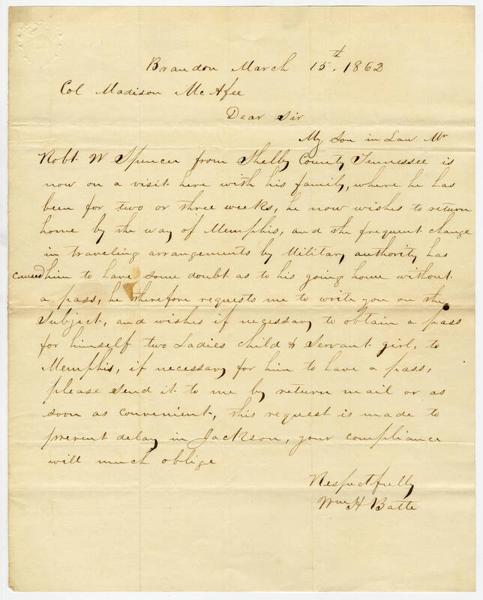 Brandon March 15th. 1862
Col Madison McAfee
Dear Sir
My Son in Law Mr
Robt W Spencer from Shelby County Tennessee is
now on a visit here with his family, where he has
been for two or three weeks, he now wishes to return
home by the way of Memphis, and the frequent change
in traveling arrangements by Military authority has
caused him to have some doubt as to his going home without
a pass, he therefore requests me to write you on the
Subject, and wishes if necessary to obtain a pass
for himself two Ladies child & Servant girl, to
Memphis, if necessary for him to have a pass,
please send it to me by return mail or as
soon as convenient, this request is made to
prevent delay in Jackson, your compliance
will much oblige
Respectfully
Wm H Batte